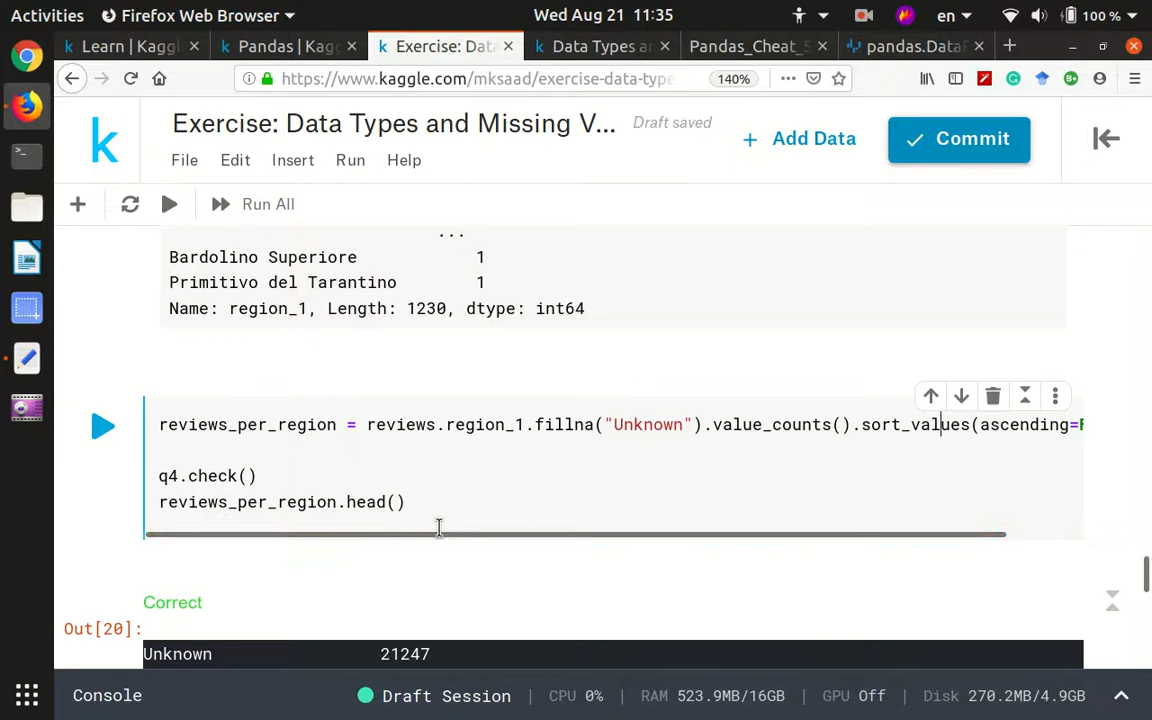 Activities Firefox Web Browser Wed Aug 21 11:35 en 100 %
Learn | Kaggl Pandas | Kagg Exercise: Data Data Types an Pandas_Cheat_S pandas.DataF
https://www.kaggle.com/mksaad/exercise-data-type 140%
Exercise: Data Types and Missing V... Draft saved
Add Data Commit
File Edit Insert Run Help
Run All
...
Bardolino Superiore 1
Primitivo del Tarantino 1
Name: region_1, Length: 1230, dtype: int64
reviews_per_region = reviews.region_1.fillna("Unknown").value_counts().sort_values(ascending=F
q4.check()
reviews_per_region.head()
Correct
Out[20]:
Unknown 21247
Console Draft Session CPU 0% RAM 523.9MB/16GB GPU Off Disk 270.2MB/4.9GB